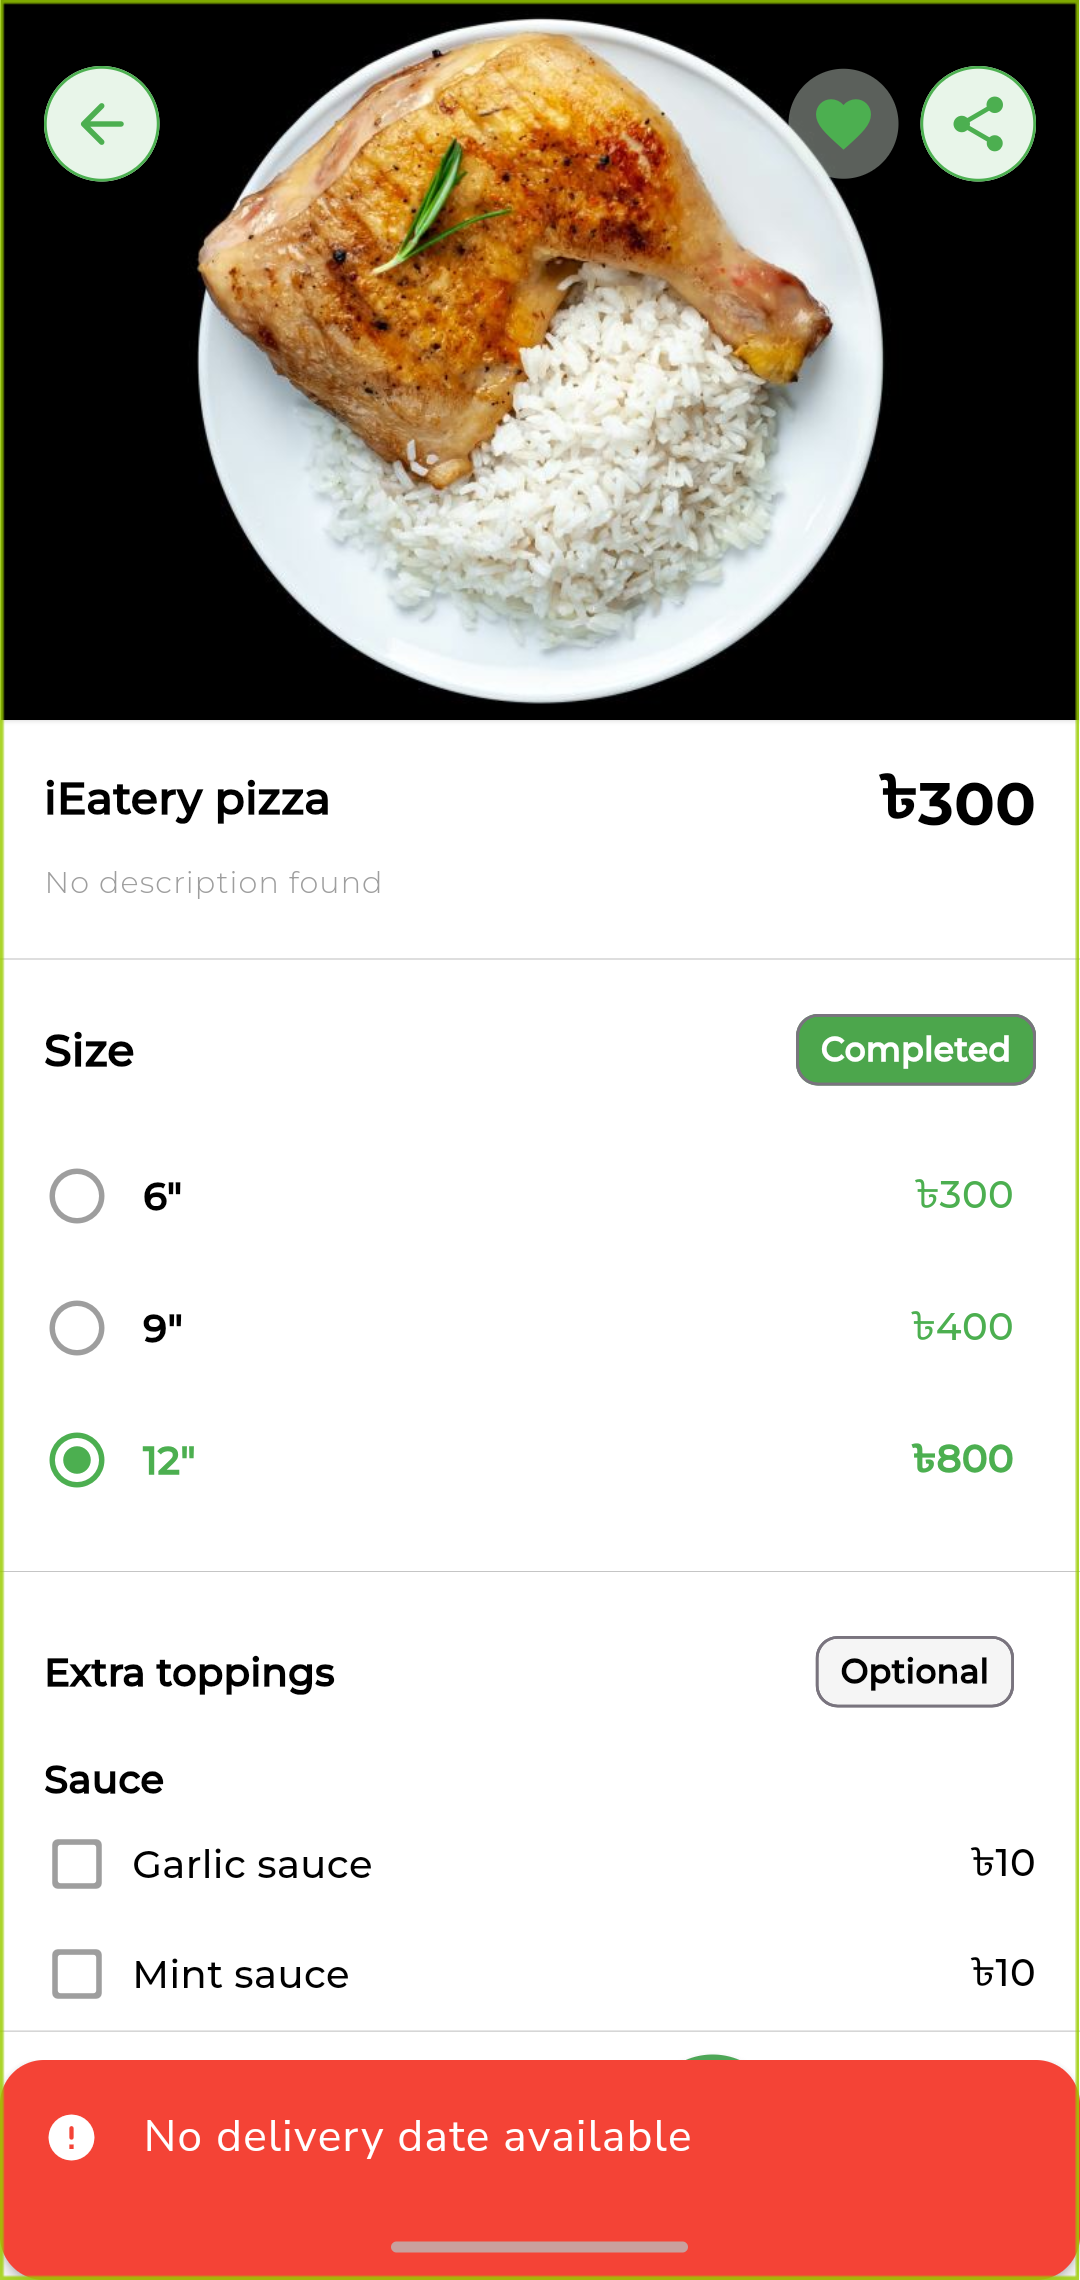 iEatery pizza
৳300
No description found
Size
Completed
6"
৳300
9"
৳400
12"
৳800
Extra toppings
Optional
Sauce
Garlic sauce
৳10
Mint sauce
৳10
No delivery date available